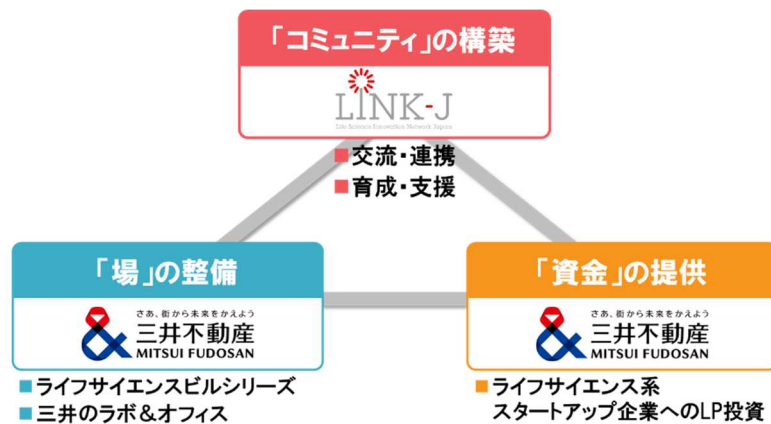 「コミュニティ」の構築
LINK-J
Life Science Innovation Network Japan
■交流・連携
■育成・支援
「場」の整備
さあ、街から未来をかえよう
三井不動産
MITSUI FUDOSAN
■ライフサイエンスビルシリーズ
■三井のラボ&オフィス
「資金」の提供
さあ、街から未来をかえよう
三井不動産
MITSUI FUDOSAN
■ライフサイエンス系
スタートアップ企業へのLP投資